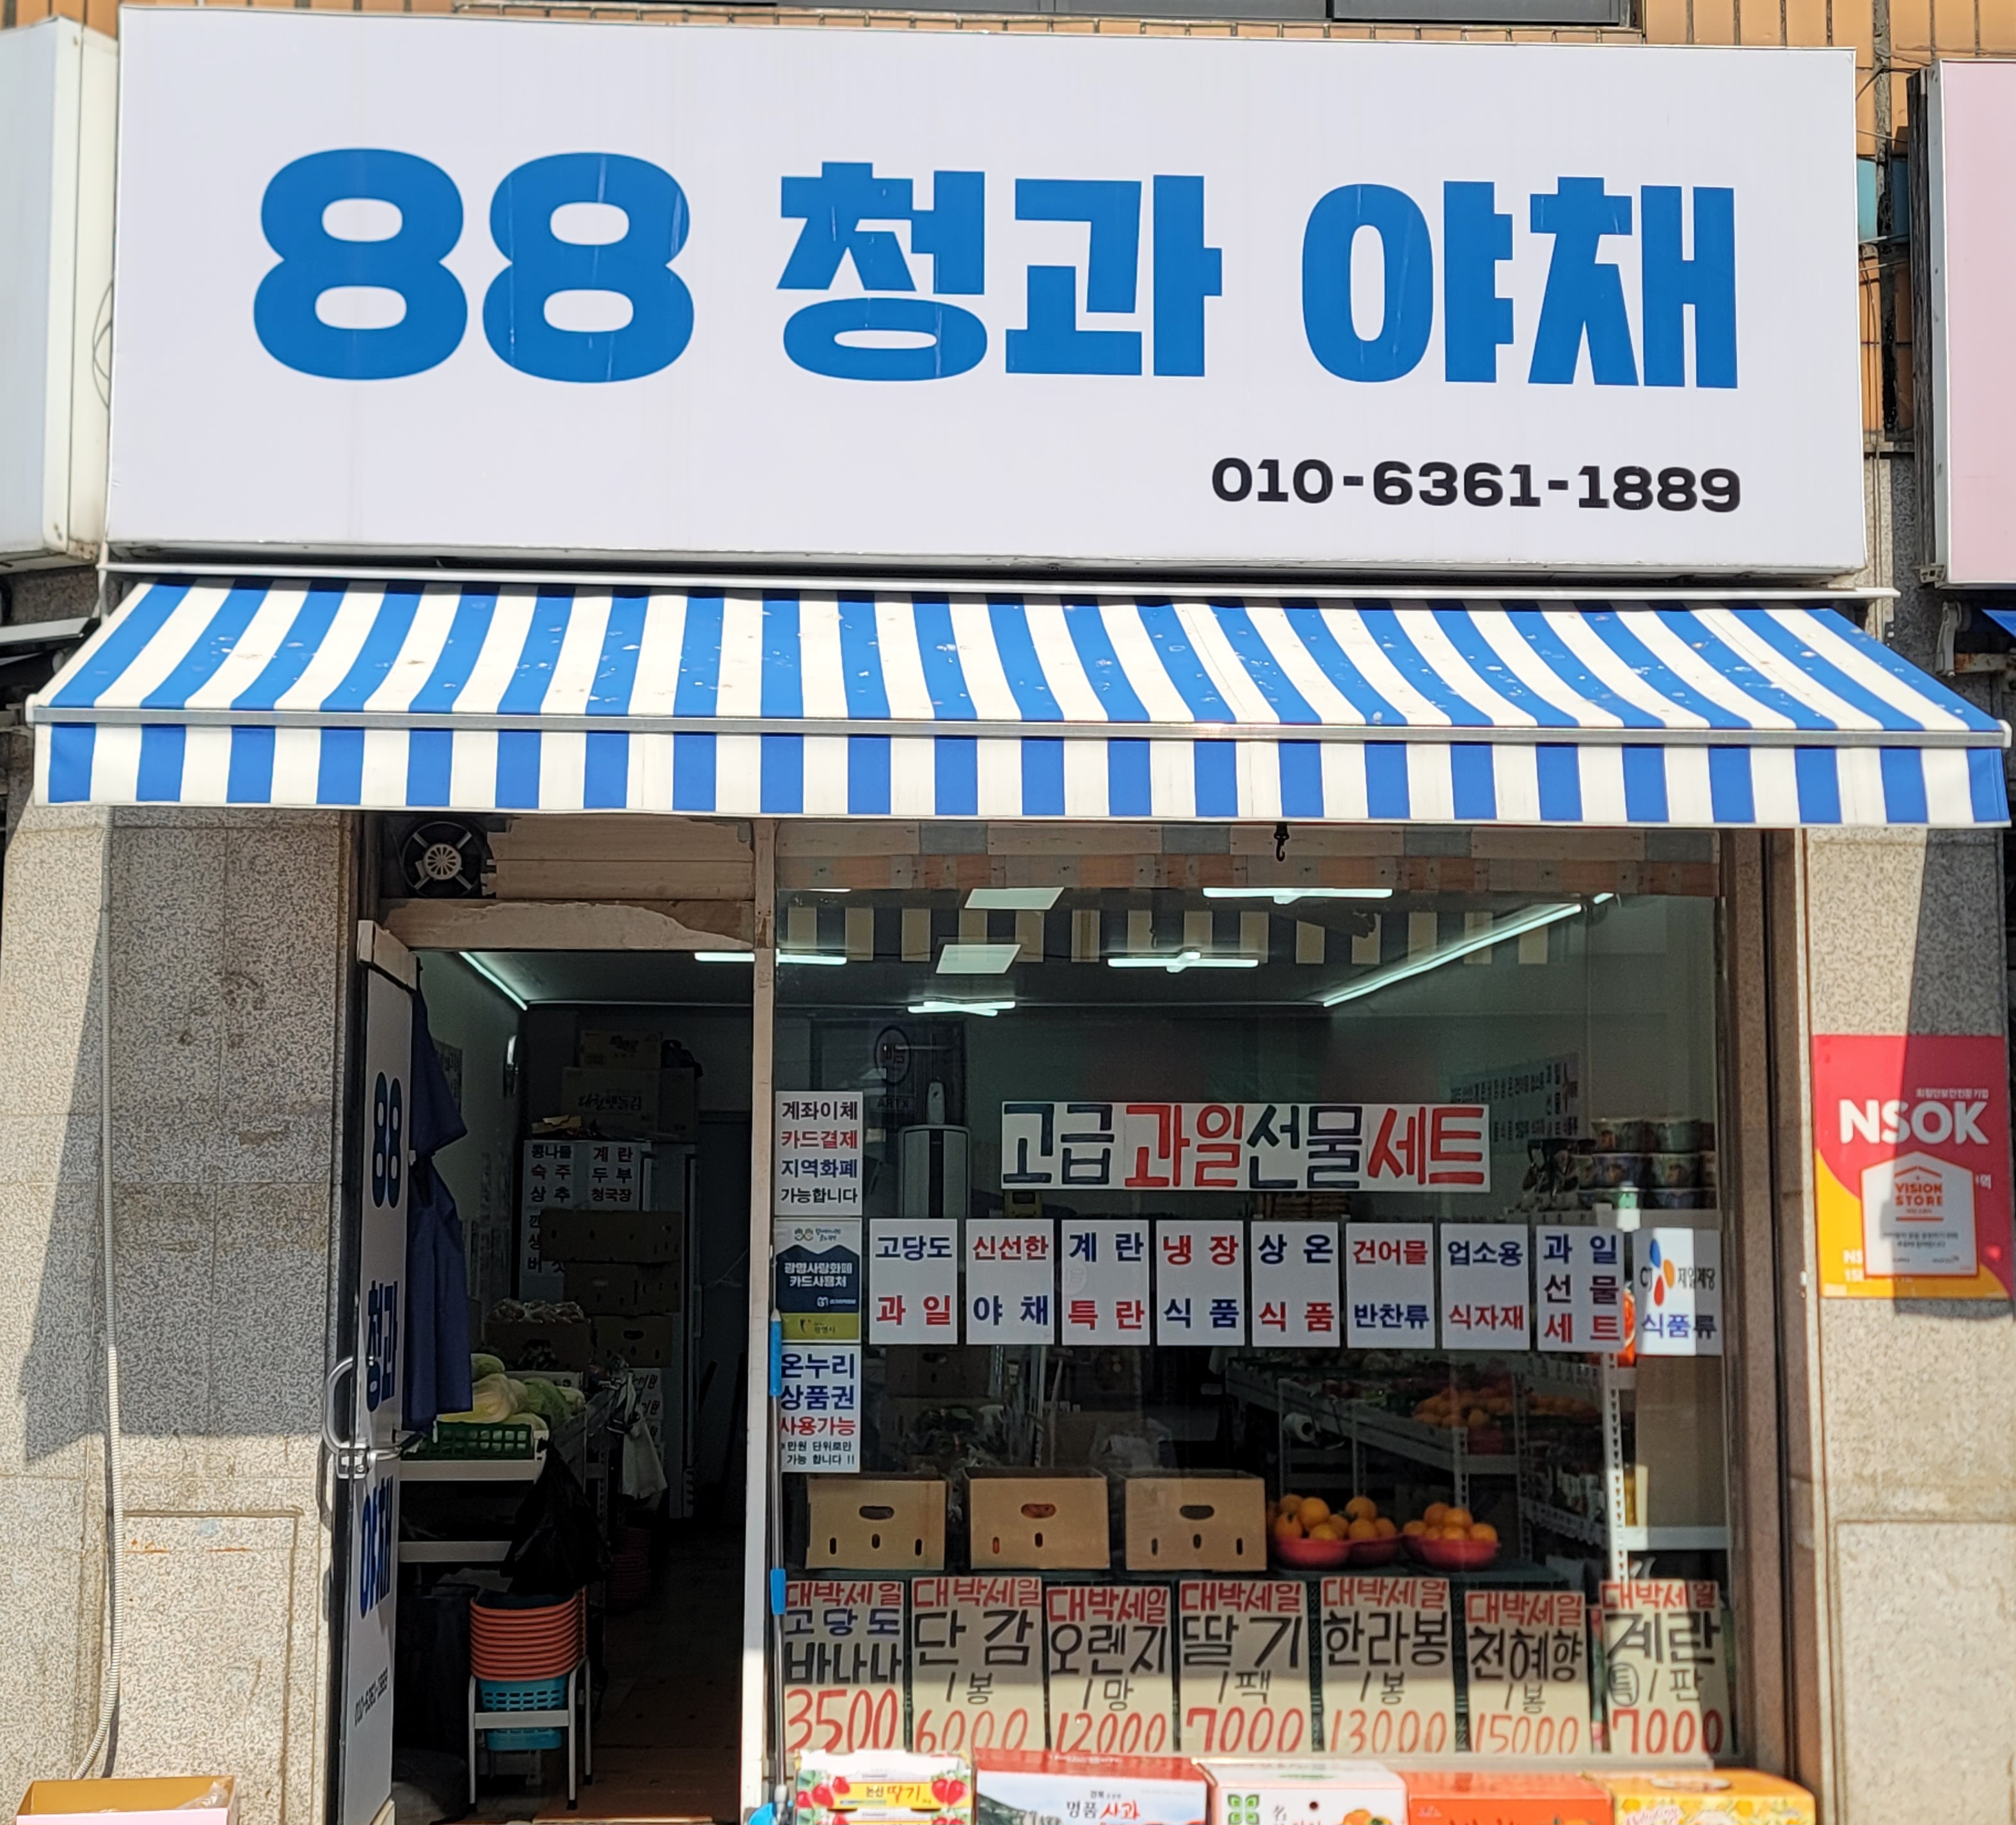 88 청과 야채
010-6361-1889
88
청과
야채
콩나물
숙주
상추
계란
두부
청국장
계좌이체
카드결제
지역화폐
가능합니다
고급과일선물세트
광명사랑화폐
카드사용처
광명시
고당도
과일
신선한
야채
계란
특란
냉장
식품
상온
식품
건어물
반찬류
업소용
식자재
과일
선물
세트
CJ 제일제당
식품류
온누리
상품권
사용가능
만원 단위로만
가능 합니다 !!
NSOK
VISION
STORE
대박세일
고당도
바나나
3500
대박세일
단감
1봉
6000
대박세일
오렌지
1망
12000
대박세일
딸기
1팩
7000
대박세일
한라봉
1봉
13000
대박세일
천혜향
1봉
15000
대박세일
계란
특 1판
7000
논산 딸기
명품사과